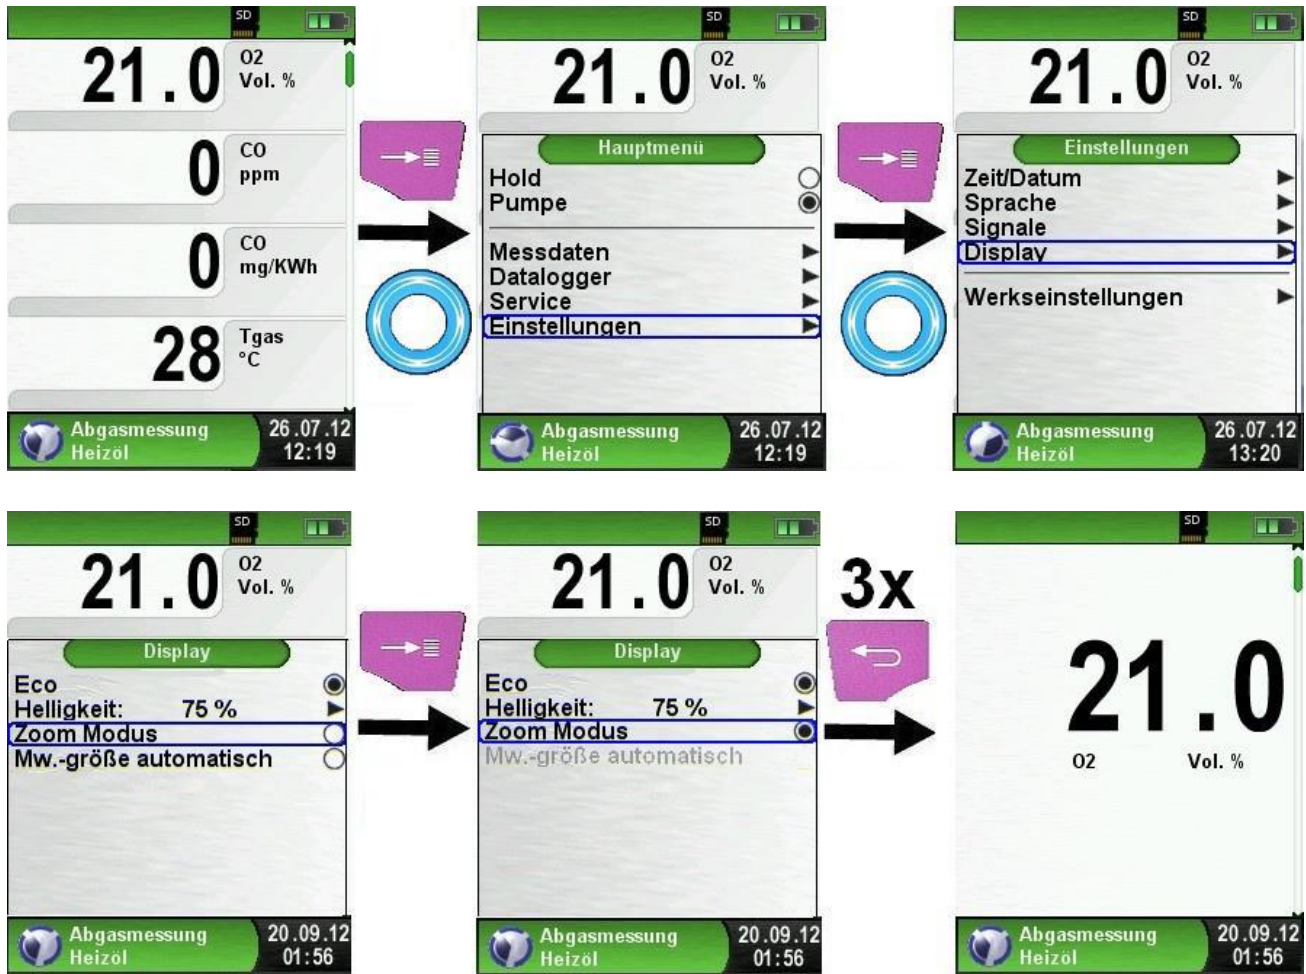 SD
21.0 O2
Vol. %
0 CO
ppm
0 CO
mg/KWh
28 Tgas
°C
Abgasmessung 26.07.12
Heizöl 12:19
SD
21.0 O2
Vol. %
Hauptmenü
Hold
Pumpe
Messdaten
Datalogger
Service
Einstellungen
Abgasmessung 26.07.12
Heizöl 12:19
SD
21.0 O2
Vol. %
Einstellungen
Zeit/Datum
Sprache
Signale
Display
Werkseinstellungen
Abgasmessung 26.07.12
Heizöl 13:20
SD
21.0 O2
Vol. %
Display
Eco
Helligkeit: 75 %
Zoom Modus
Mw.-größe automatisch
Abgasmessung 20.09.12
Heizöl 01:56
SD
21.0 O2
Vol. %
Display
Eco
Helligkeit: 75 %
Zoom Modus
Mw.-größe automatisch
Abgasmessung 20.09.12
Heizöl 01:56
3x
SD
21.0
O2 Vol. %
Abgasmessung 20.09.12
Heizöl 01:56